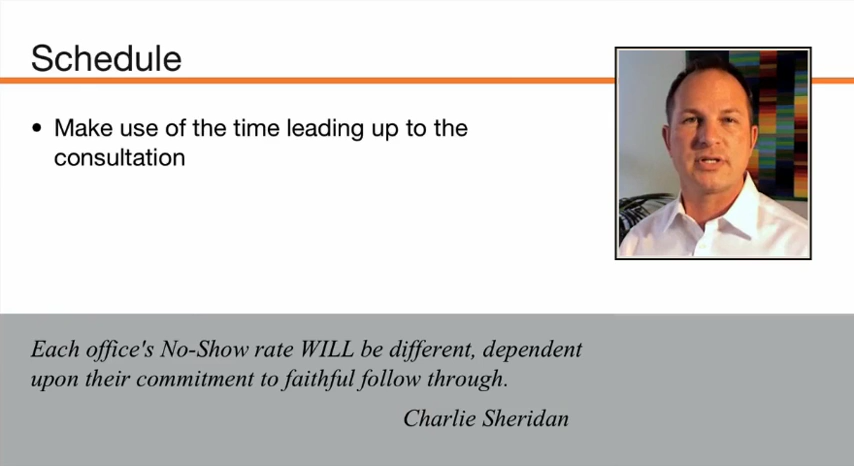 Schedule
• Make use of the time leading up to the
consultation
Each office's No-Show rate WILL be different, dependent
upon their commitment to faithful follow through.
Charlie Sheridan